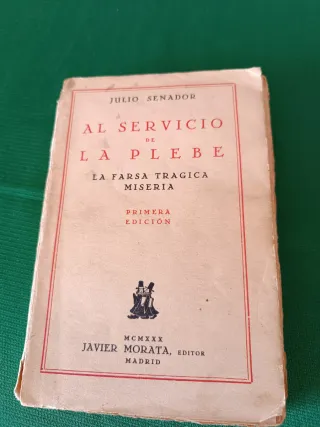 JULIO SENADOR
AL SERVICIO
DE
LA PLEBE
LA FARSA TRAGICA
MISERIA
PRIMERA
EDICIÓN
MCMXXX
JAVIER MORATA, EDITOR
MADRID